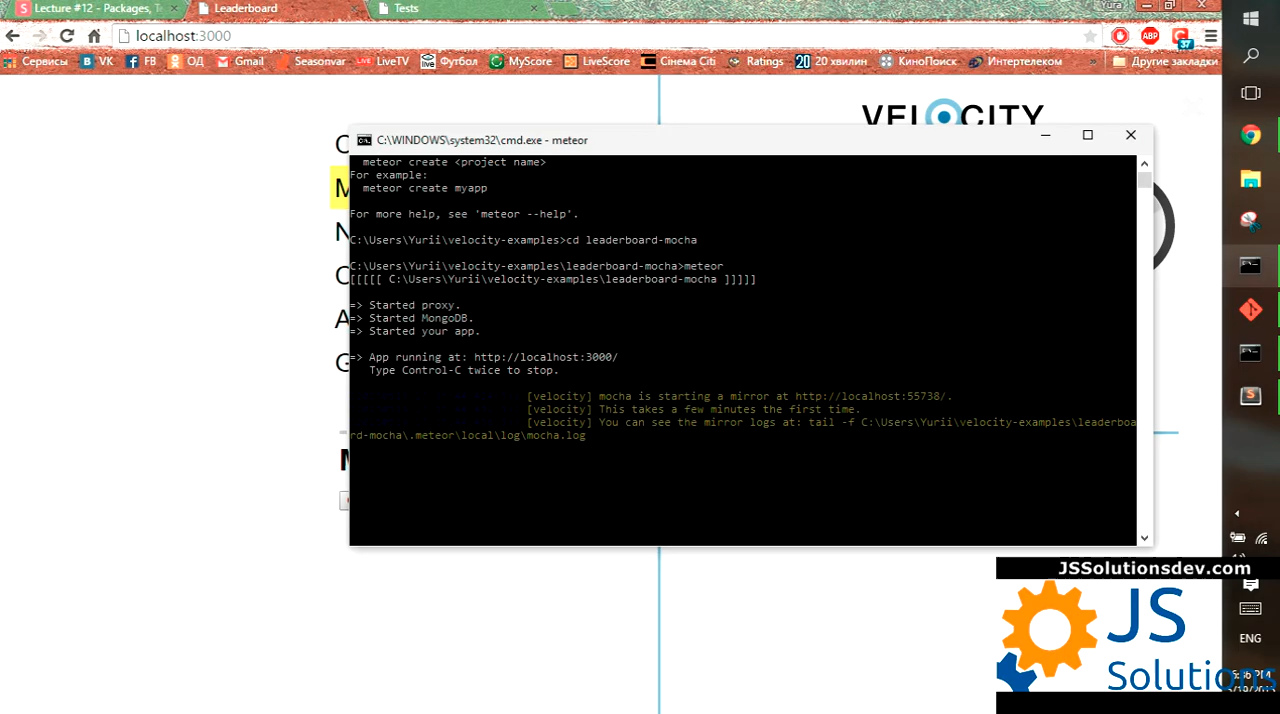 Lecture #12 - Packages, T
Leaderboard
Tests
Yura
localhost:3000
ABP
37
Сервисы
VK
FB
ОД
Gmail
Seasonvar
LIVE LiveTV
Футбол
MyScore
LiveScore
Сінема Citi
Ratings
20 20 хвилин
КиноПоиск
Интертелеком
»
Другие закладки
VELOCITY
C:\WINDOWS\system32\cmd.exe - meteor
meteor create <project name>
For example:
meteor create myapp
For more help, see 'meteor --help'.
C:\Users\Yurii\velocity-examples>cd leaderboard-mocha
C:\Users\Yurii\velocity-examples\leaderboard-mocha>meteor
[[[[[ C:\Users\Yurii\velocity-examples\leaderboard-mocha ]]]]]
=> Started proxy.
=> Started MongoDB.
=> Started your app.
=> App running at: http://localhost:3000/
Type Control-C twice to stop.
[velocity] mocha is starting a mirror at http://localhost:55738/.
[velocity] This takes a few minutes the first time.
[velocity] You can see the mirror logs at: tail -f C:\Users\Yurii\velocity-examples\leaderboa
rd-mocha\.meteor\local\log\mocha.log
JSSolutionsdev.com
JS
Solutions
ENG